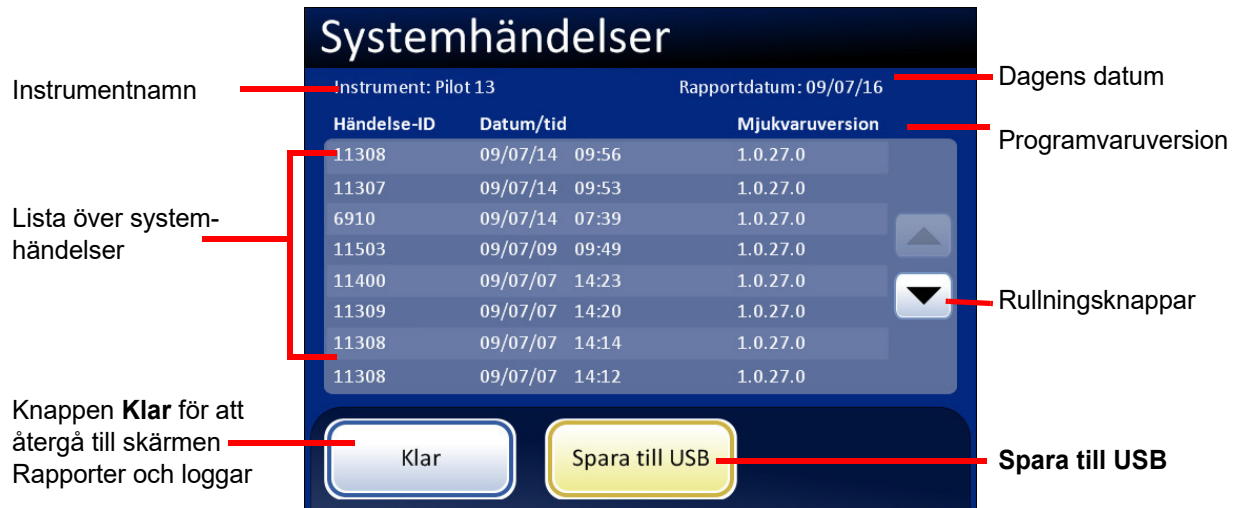 Systemhändelser
Instrumentnamn
Instrument: Pilot 13
Rapportdatum: 09/07/16
Dagens datum
Händelse-ID Datum/tid Mjukvaruversion
Programvaruversion
11308 09/07/14 09:56 1.0.27.0
11307 09/07/14 09:53 1.0.27.0
6910 09/07/14 07:39 1.0.27.0
11503 09/07/09 09:49 1.0.27.0
11400 09/07/07 14:23 1.0.27.0
11309 09/07/07 14:20 1.0.27.0
11308 09/07/07 14:14 1.0.27.0
11308 09/07/07 14:12 1.0.27.0
Lista över system-
händelser
Rullningsknappar
Knappen Klar för att
återgå till skärmen
Rapporter och loggar
Klar
Spara till USB
Spara till USB